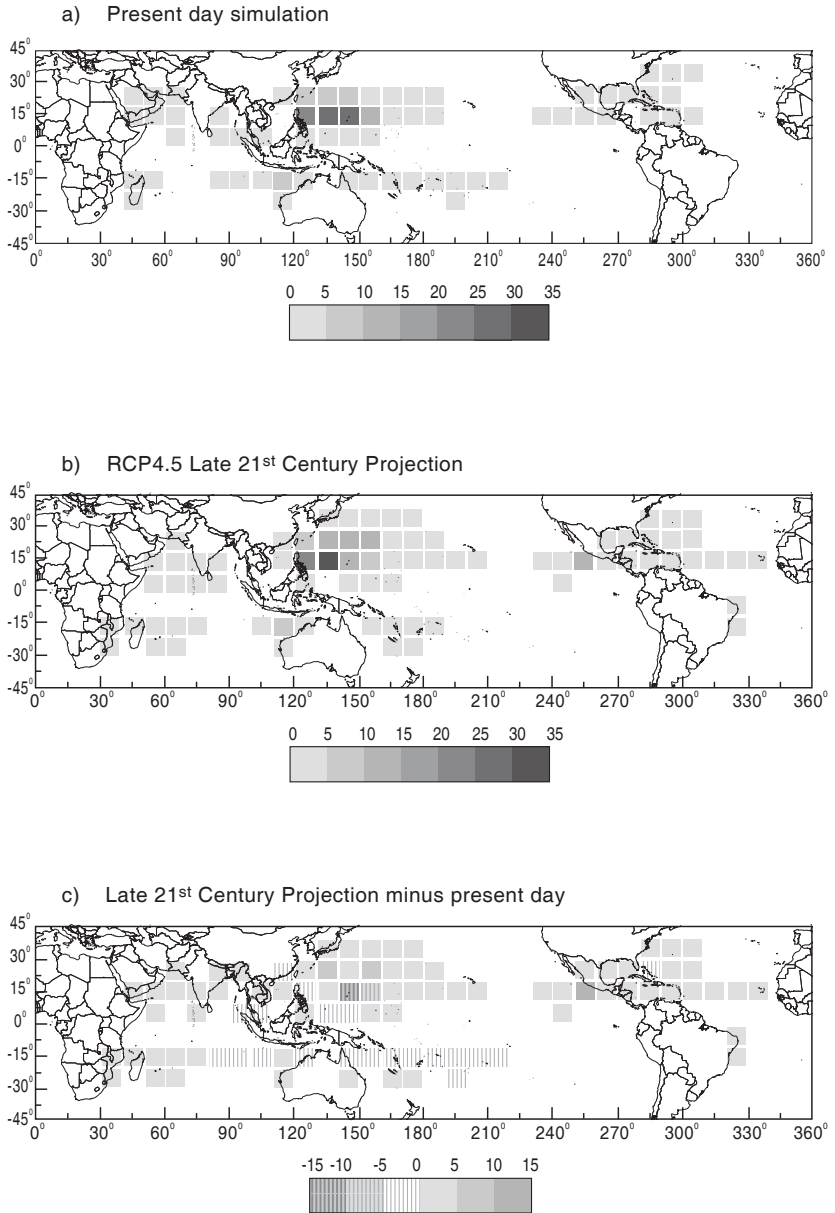 a) Present day simulation
45°
30°
15°
0°
-15°
-30°
-45°
0° 30° 60° 90° 120° 150° 180° 210° 240° 270° 300° 330° 360°
0 5 10 15 20 25 30 35
b) RCP4.5 Late 21st Century Projection
45°
30°
15°
0°
-15°
-30°
-45°
0° 30° 60° 90° 120° 150° 180° 210° 240° 270° 300° 330° 360°
0 5 10 15 20 25 30 35
c) Late 21st Century Projection minus present day
45°
30°
15°
0°
-15°
-30°
-45°
0° 30° 60° 90° 120° 150° 180° 210° 240° 270° 300° 330° 360°
-15 -10 -5 0 5 10 15